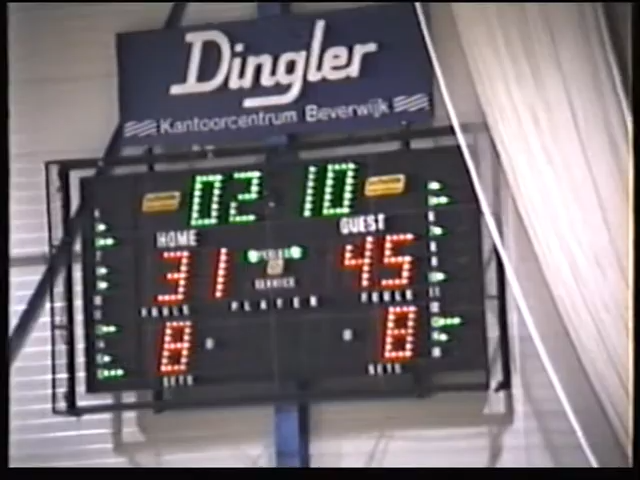 Dingler
Kantoorcentrum Beverwijk
02 10
HOME GUEST
31 45
SERVICE
FOULS PLAYER FOULS
8 8
SETS SETS